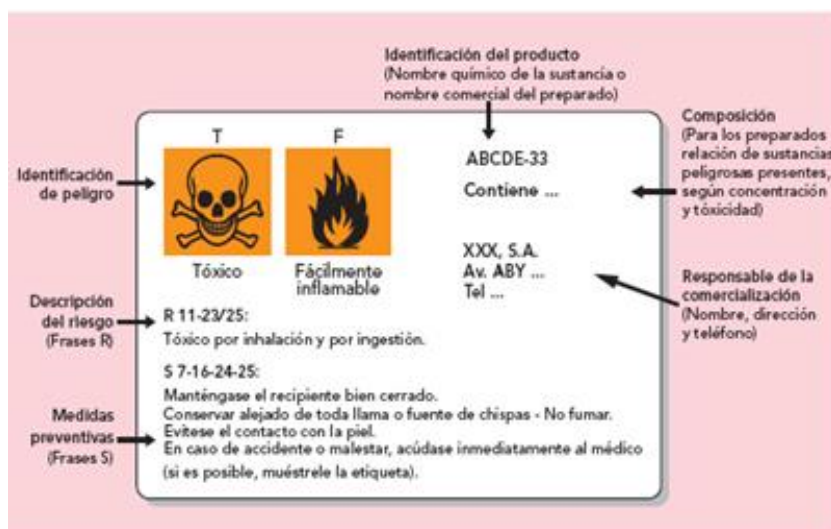 Identificación del producto
(Nombre químico de la sustancia o
nombre comercial del preparado)
Composición
(Para los preparados
relación de sustancias
peligrosas presentes,
según concentración
y tóxicidad)
Identificación
de peligro
T
F
Tóxico
Fácilmente
inflamable
ABCDE-33
Contiene ...
XXX, S.A.
Av. ABY ...
Tel ...
Responsable de la
comercialización
(Nombre, dirección
y teléfono)
Descripción
del riesgo
(Frases R)
R 11-23/25:
Tóxico por inhalación y por ingestión.
S 7-16-24-25:
Manténgase el recipiente bien cerrado.
Conservar alejado de toda llama o fuente de chispas - No fumar.
Evítese el contacto con la piel.
En caso de accidente o malestar, acúdase inmediatamente al médico
(si es posible, muéstrele la etiqueta).
Medidas
preventivas
(Frases S)